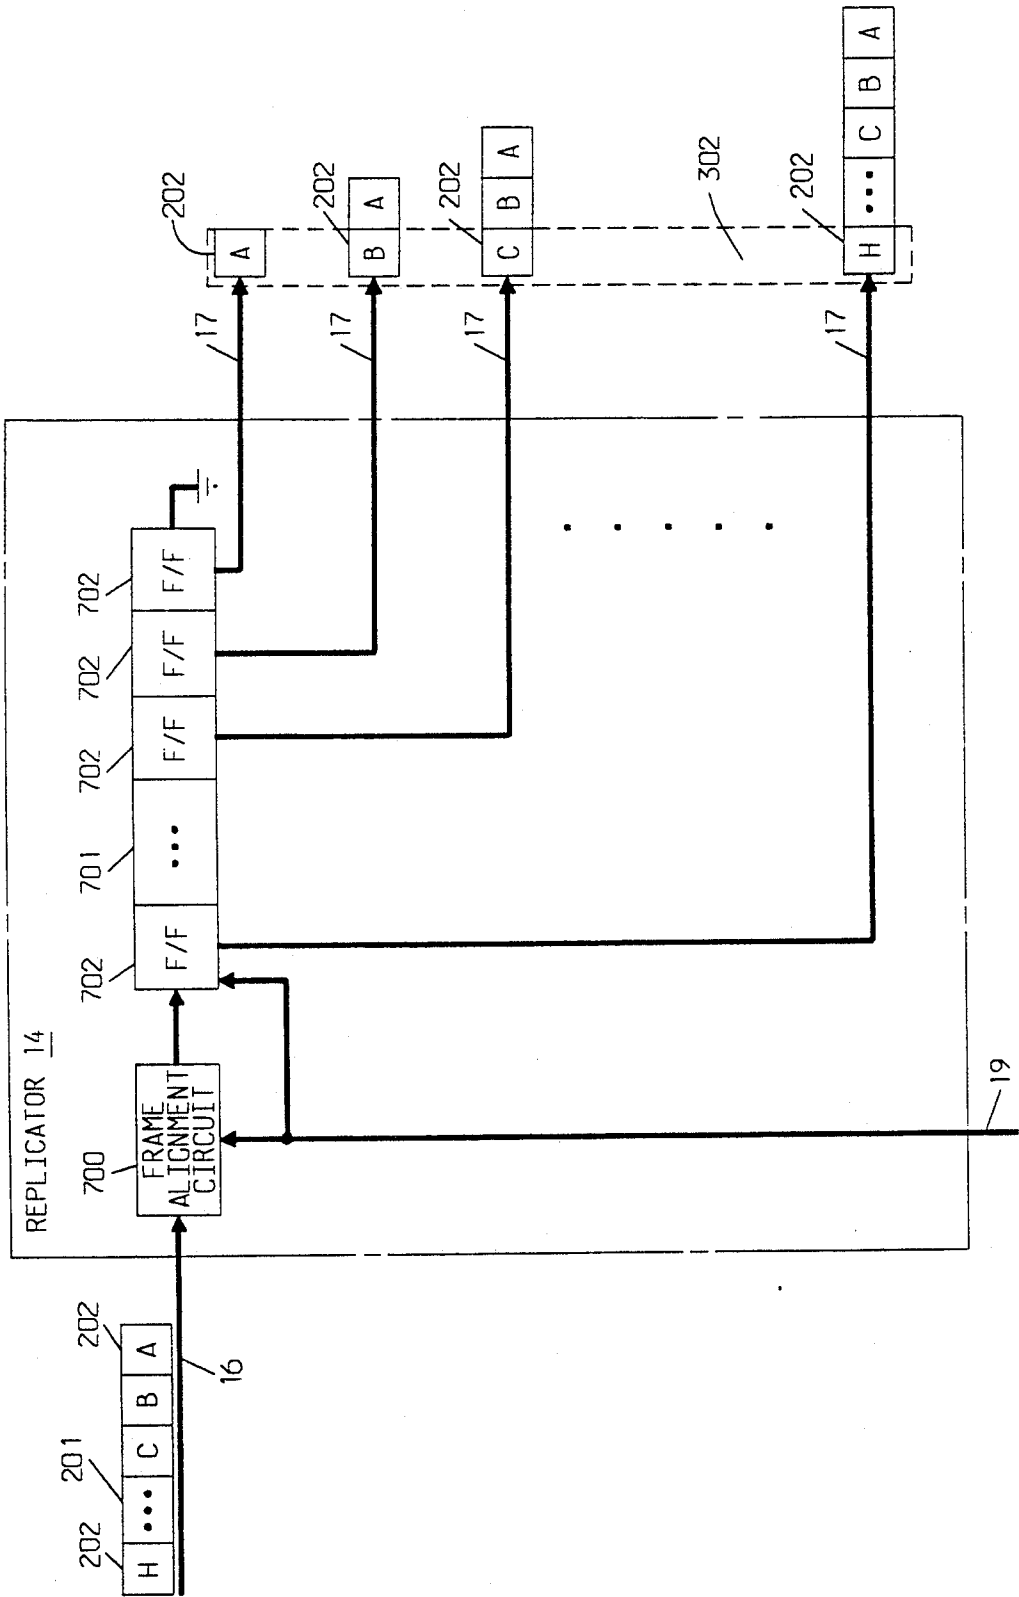 REPLICATOR 14
202
201
202
H ••• C B A
16
700
FRAME
ALIGNMENT
CIRCUIT
702
701
702
702
702
F/F ••• F/F F/F F/F
19
17
202
A
17
202
B A
17
202
C B A
302
17
202
H ••• C B A